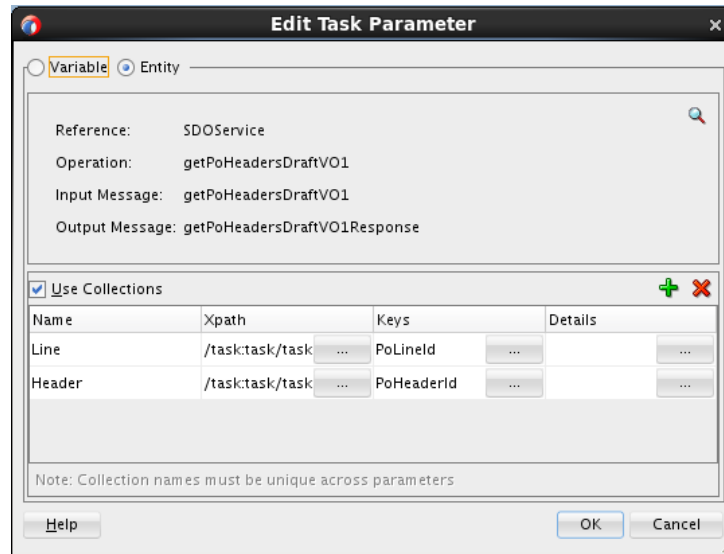 Edit Task Parameter
Variable Entity
Reference: SDOService
Operation: getPoHeadersDraftVO1
Input Message: getPoHeadersDraftVO1
Output Message: getPoHeadersDraftVO1Response
Use Collections
Name Xpath Keys Details
Line /task:task/task ... PoLineId ... ...
Header /task:task/task ... PoHeaderId ... ...
Note: Collection names must be unique across parameters
Help OK Cancel